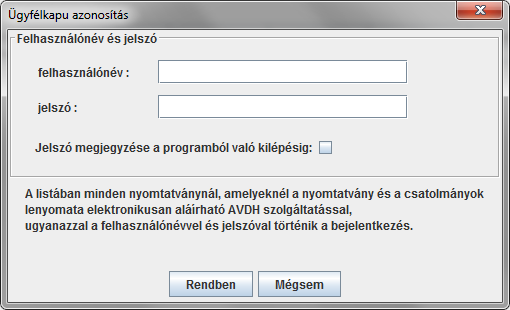 Ügyfélkapu azonosítás
Felhasználónév és jelszó
felhasználónév :
jelszó :
Jelszó megjegyzése a programból való kilépésig:
A listában minden nyomtatványnál, amelyeknél a nyomtatvány és a csatolmányok
lenyomata elektronikusan aláírható AVDH szolgáltatással,
ugyanazzal a felhasználónévvel és jelszóval történik a bejelentkezés.
Rendben Mégsem